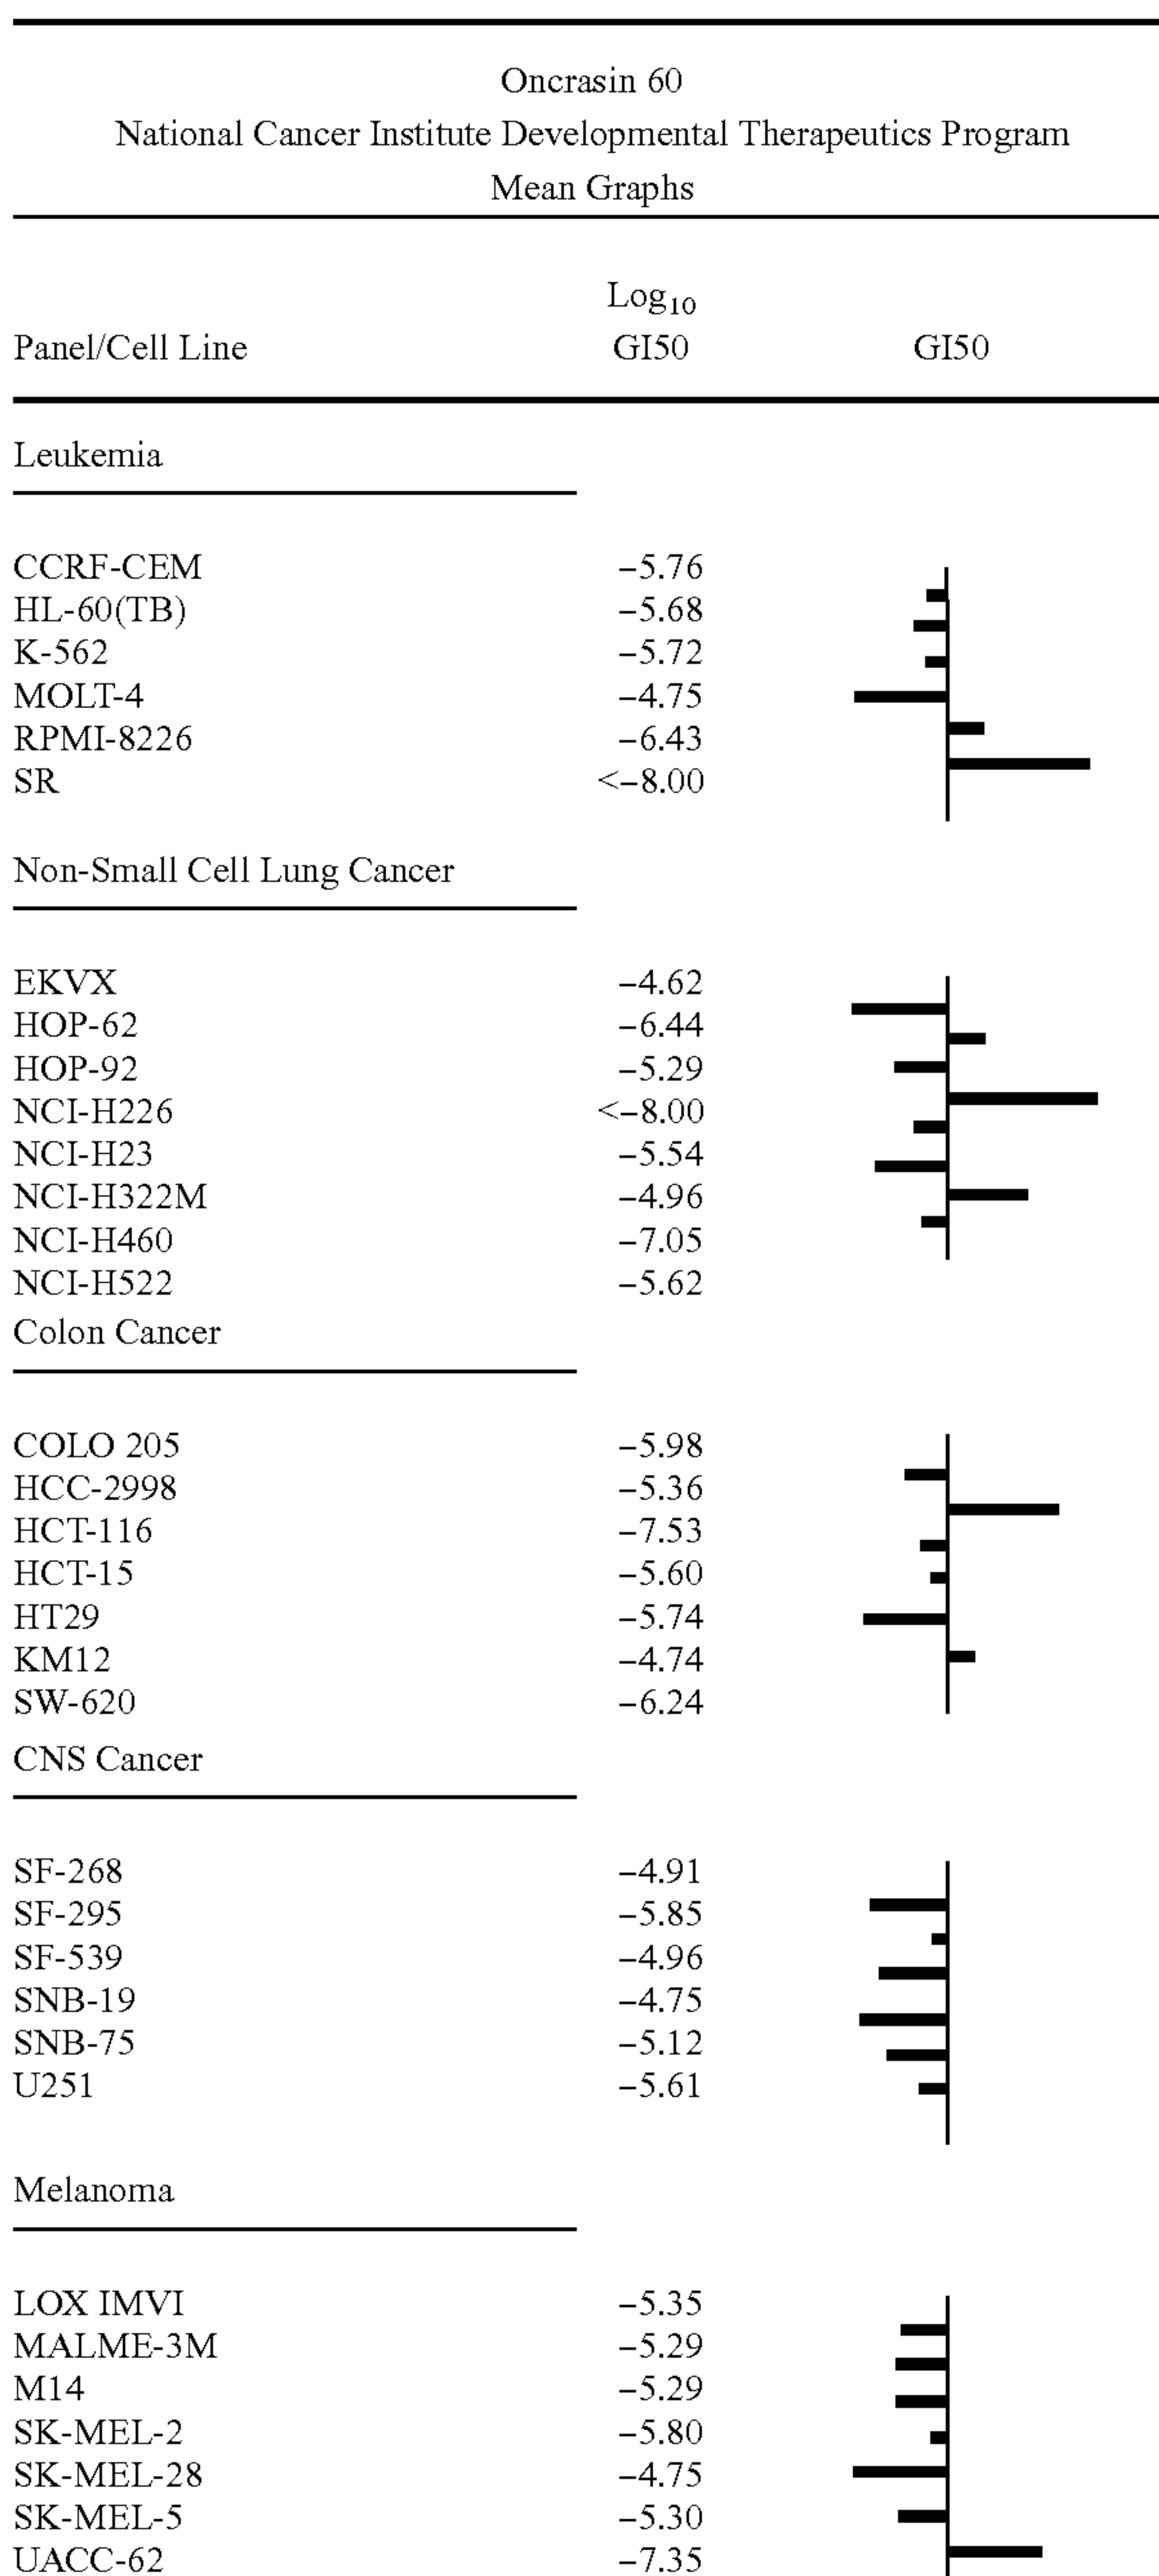 Oncrasin 60
National Cancer Institute Developmental Therapeutics Program
Mean Graphs
Log10
Panel/Cell Line GI50 GI50
Leukemia
CCRF-CEM −5.76
HL-60(TB) −5.68
K-562 −5.72
MOLT-4 −4.75
RPMI-8226 −6.43
SR <−8.00
Non-Small Cell Lung Cancer
EKVX −4.62
HOP-62 −6.44
HOP-92 −5.29
NCI-H226 <−8.00
NCI-H23 −5.54
NCI-H322M −4.96
NCI-H460 −7.05
NCI-H522 −5.62
Colon Cancer
COLO 205 −5.98
HCC-2998 −5.36
HCT-116 −7.53
HCT-15 −5.60
HT29 −5.74
KM12 −4.74
SW-620 −6.24
CNS Cancer
SF-268 −4.91
SF-295 −5.85
SF-539 −4.96
SNB-19 −4.75
SNB-75 −5.12
U251 −5.61
Melanoma
LOX IMVI −5.35
MALME-3M −5.29
M14 −5.29
SK-MEL-2 −5.80
SK-MEL-28 −4.75
SK-MEL-5 −5.30
UACC-62 −7.35